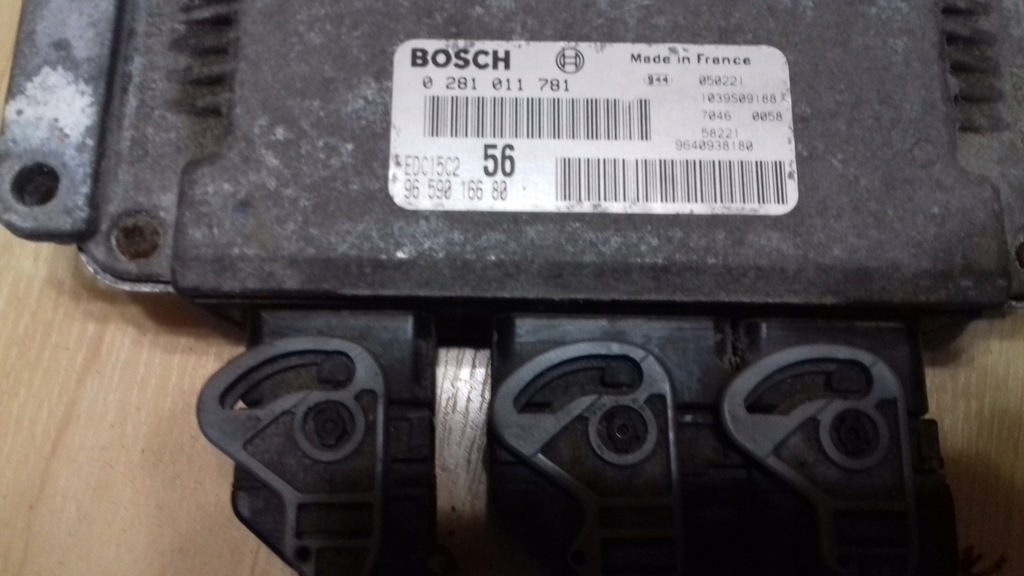 BOSCH Made in France
0 281 011 781 944 050221
1039S09188
7046 0058
58221
9640938180
EDC15C2 56
96 590 166 80